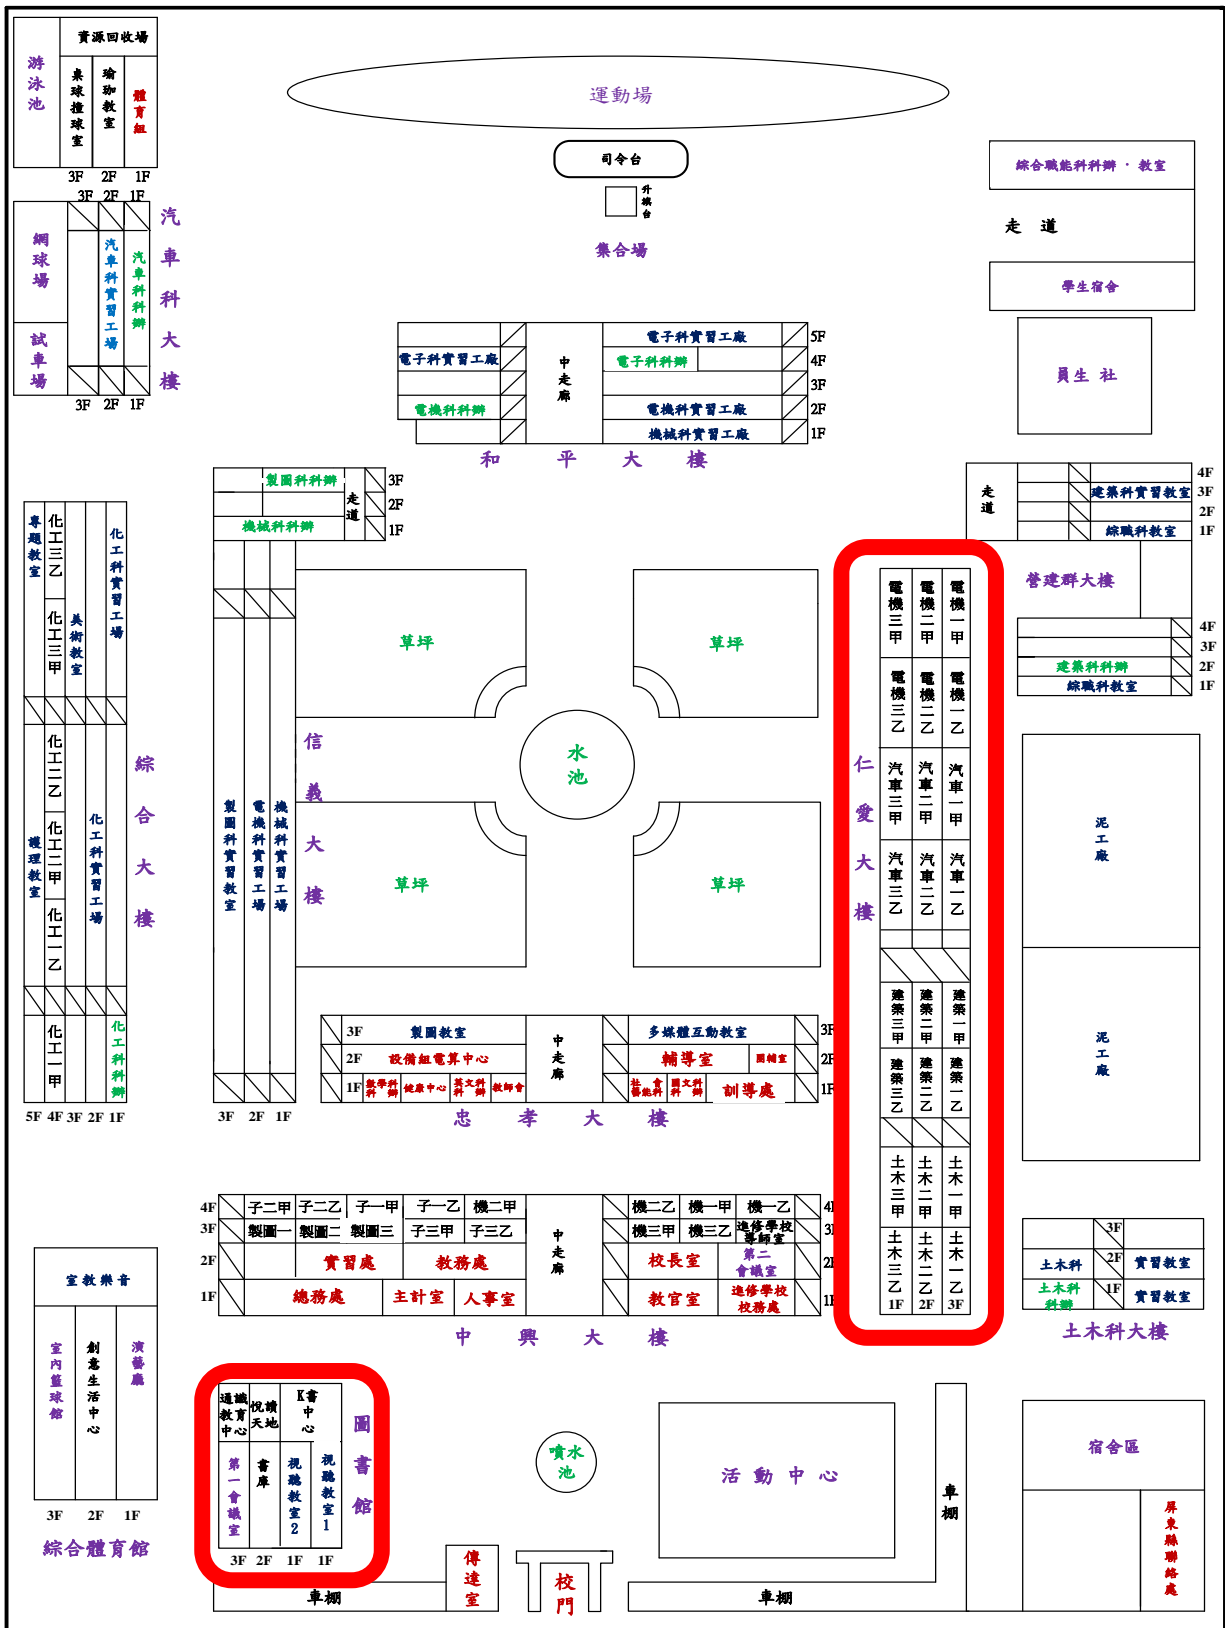 資源回收場
游泳池
桌球撞球室
瑜珈教室
體育組
3F 2F 1F
運動場
司令台
升旗台
集合場
綜合職能科科辦・教室
走道
學生宿舍
員生社
3F 2F 1F
網球場
試車場
汽車科實習工場
汽車科科辦
汽車科大樓
3F 2F 1F
電子科實習工廠 5F
電子科實習工廠
電子科科辦 4F
中走廊
3F
電機科科辦
電機科實習工廠 2F
機械科實習工廠 1F
和平大樓
製圖科科辦 3F
走道
2F
機械科科辦 1F
走道
4F
建築科實習教室 3F
2F
綜職科教室 1F
營建群大樓
4F
3F
建築科科辦 2F
綜職科教室 1F
專題教室
化工三乙
化工三甲
美術教室
化工科實習工場
護理教室
化工二乙
化工二甲
化工一乙
化工科實習工場
化工一甲
化工科科辦
5F 4F 3F 2F 1F
綜合大樓
製圖科實習教室
電機科實習工場
機械科實習工場
3F 2F 1F
信義大樓
草坪
草坪
水池
草坪
草坪
仁愛大樓
電機三甲
電機二甲
電機一甲
電機三乙
電機二乙
電機一乙
汽車三甲
汽車二甲
汽車一甲
汽車三乙
汽車二乙
汽車一乙
建築三甲
建築二甲
建築一甲
建築三乙
建築二乙
建築一乙
土木三甲
土木二甲
土木一甲
土木三乙
土木二乙
土木一乙
1F 2F 3F
泥工廠
泥工廠
3F 製圖教室
中走廊
多媒體互動教室 3F
2F 設備組電算中心
輔導室
團輔室
2F
1F
數學科科辦
健康中心
英文科科辦
教師會
社會藝能科
國文科科辦
訓導處
1F
忠孝大樓
4F 子二甲 子二乙 子一甲 子一乙 機二甲
中走廊
機二乙 機一甲 機一乙 4F
3F 製圖一 製圖二 製圖三 子三甲 子三乙
機三甲 機三乙
進修學校導師室
3F
2F 實習處 教務處
校長室
第二會議室
2F
1F 總務處 主計室 人事室
教官室
進修學校校務處
1F
中興大樓
3F
土木科 2F 實習教室
土木科科辦
1F 實習教室
土木科大樓
室教樂音
室內籃球館
創意生活中心
演藝廳
3F 2F 1F
綜合體育館
通識教育中心
悅讀天地
K書中心
第一會議室
書庫
視聽教室2
視聽教室1
3F 2F 1F 1F
圖書館
噴水池
活動中心
車棚
宿舍區
屏東縣聯絡處
車棚
傳達室
校門
車棚